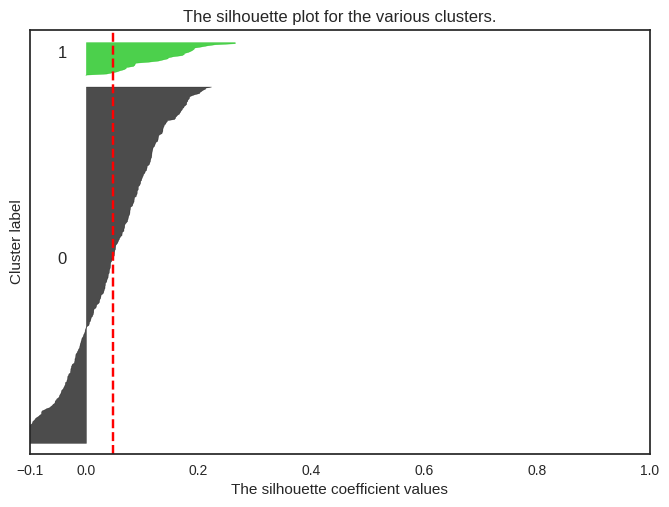 The silhouette plot for the various clusters.
1
0
Cluster label
−0.1 0.0 0.2 0.4 0.6 0.8 1.0
The silhouette coefficient values